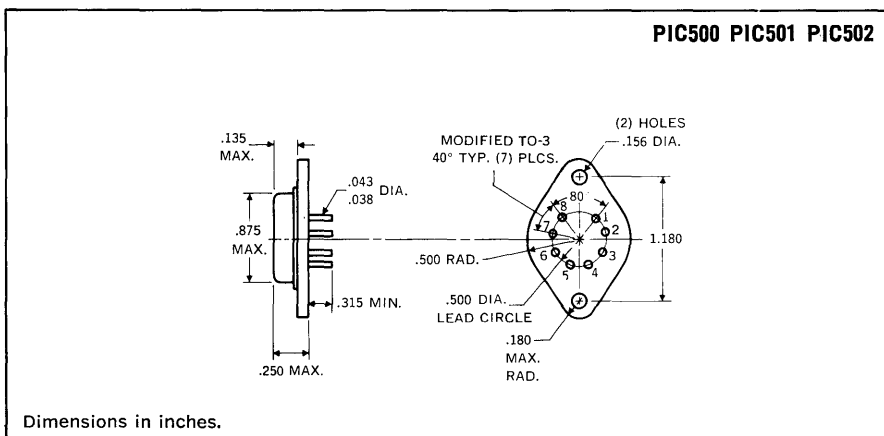 PIC500 PIC501 PIC502
(2) HOLES
.156 DIA.
MODIFIED TO-3
40° TYP. (7) PLCS.
.135
MAX.
.043
.038
DIA.
80
8
1
7
2
6
3
5
4
.875
MAX.
1.180
.500 RAD.
.315 MIN.
.500 DIA.
LEAD CIRCLE
.180
MAX.
RAD.
.250 MAX.
Dimensions in inches.